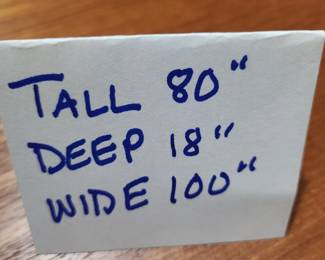 TALL 80"
DEEP 18"
WIDE 100"